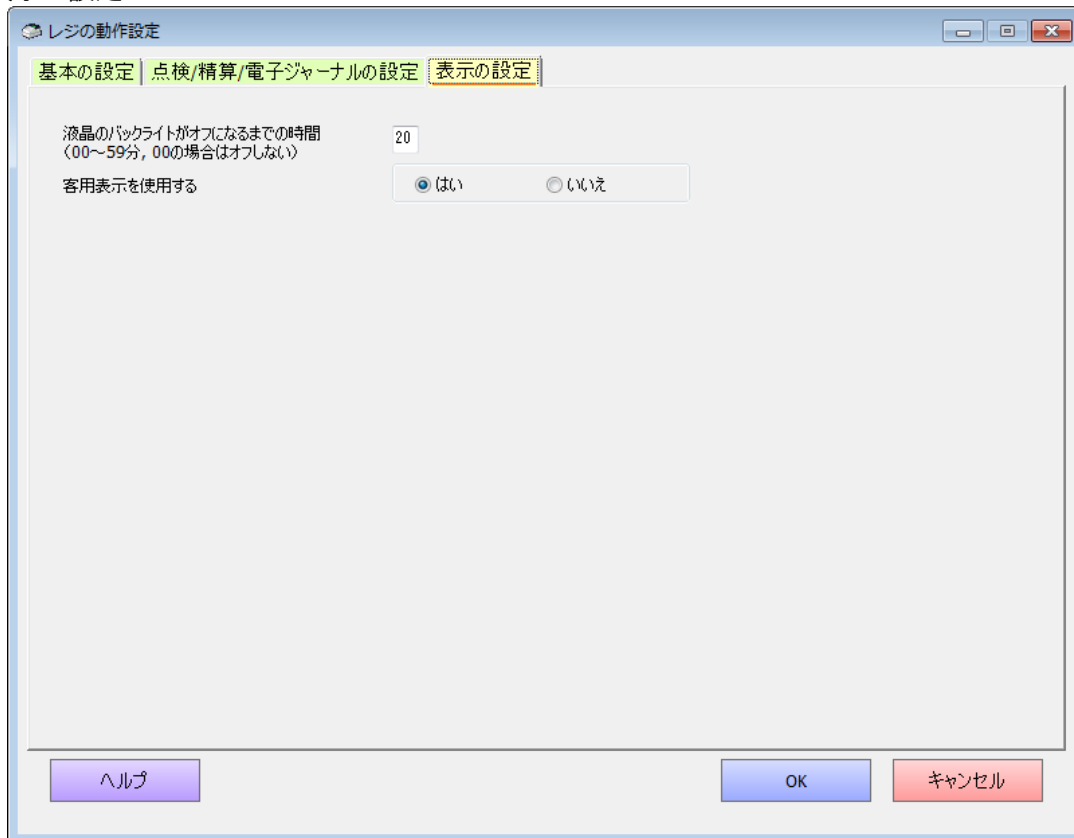 レジの動作設定
基本の設定 点検/精算/電子ジャーナルの設定 表示の設定
液晶のバックライトがオフになるまでの時間 20
（00～59分, 00の場合はオフしない）
客用表示を使用する はい いいえ
ヘルプ OK キャンセル